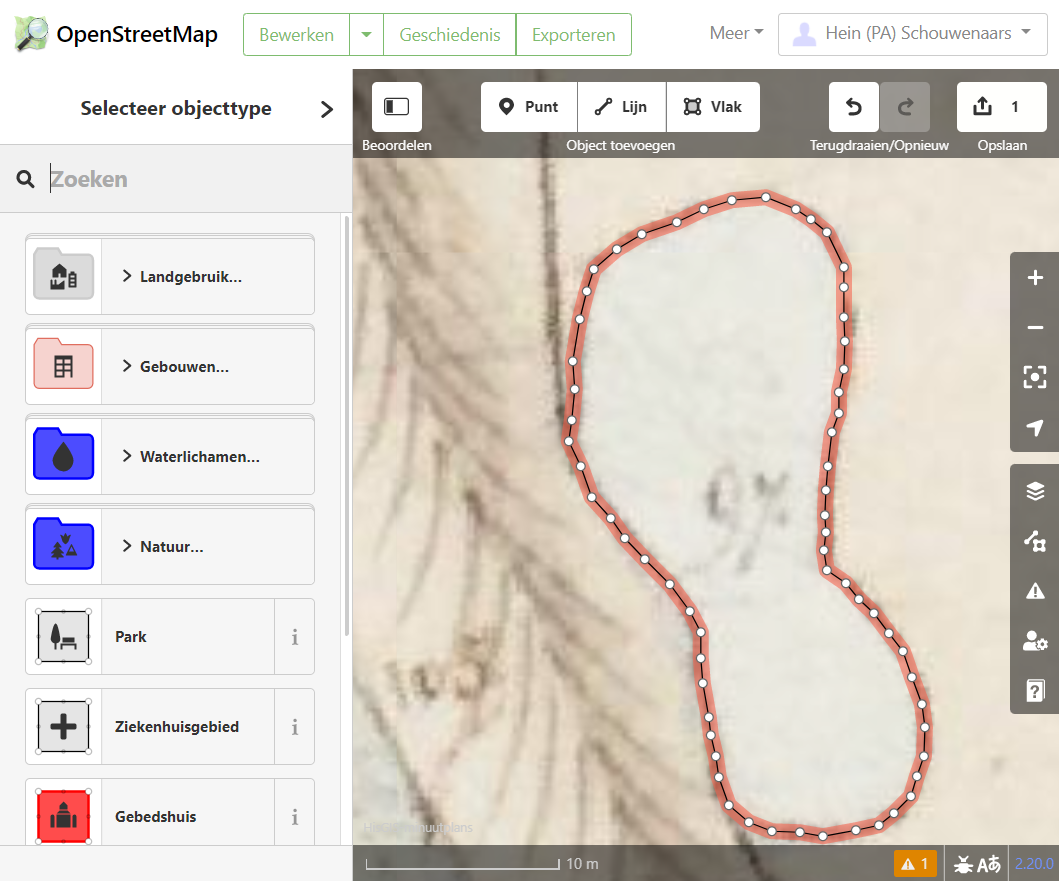 OpenStreetMap
Bewerken
Geschiedenis
Exporteren
Meer
Hein (PA) Schouwenaars
Selecteer objecttype
Zoeken
Landgebruik...
Gebouwen...
Waterlichamen...
Natuur...
Park
Ziekenhuisgebied
Gebedshuis
Beoordelen
Punt
Lijn
Vlak
Object toevoegen
Terugdraaien/Opnieuw
1
Opslaan
10 m
1
2.20.0